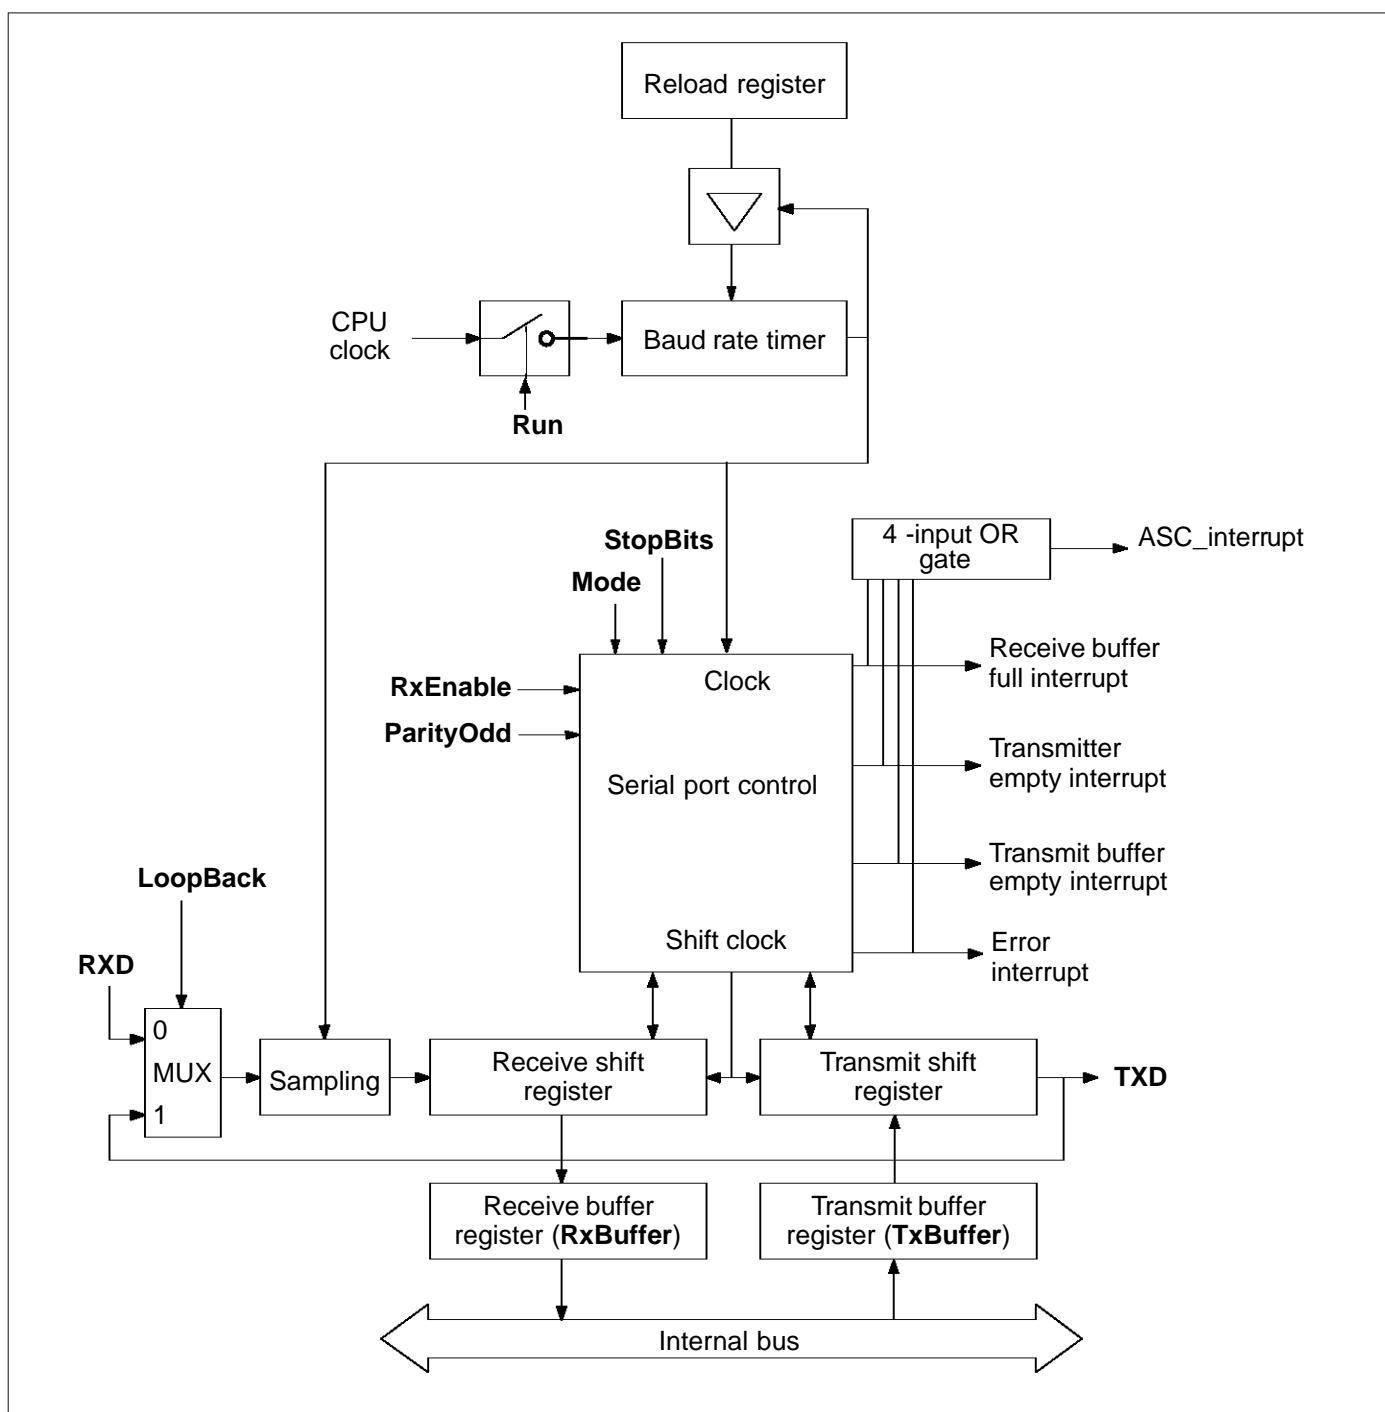 Reload register
CPU
clock
Baud rate timer
Run
StopBits
Mode
4 -input OR
gate
ASC_interrupt
RxEnable
ParityOdd
Clock
Serial port control
Shift clock
Receive buffer
full interrupt
Transmitter
empty interrupt
Transmit buffer
empty interrupt
Error
interrupt
LoopBack
RXD
0
MUX
1
Sampling
Receive shift
register
Transmit shift
register
TXD
Receive buffer
register (RxBuffer)
Transmit buffer
register (TxBuffer)
Internal bus